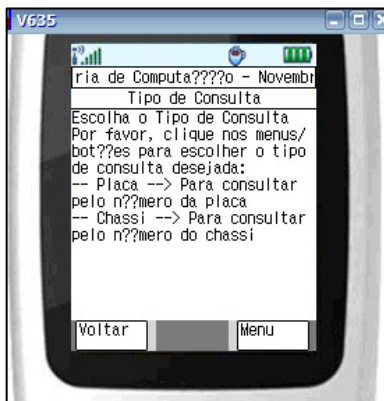 V635
ria de Computa????o - Novembr
Tipo de Consulta
Escolha o Tipo de Consulta
Por favor, clique nos menus/
bot??es para escolher o tipo
de consulta desejada:
-- Placa --> Para consultar
pelo n??mero da placa
-- Chassi --> Para consultar
pelo n??mero do chassi
Voltar Menu